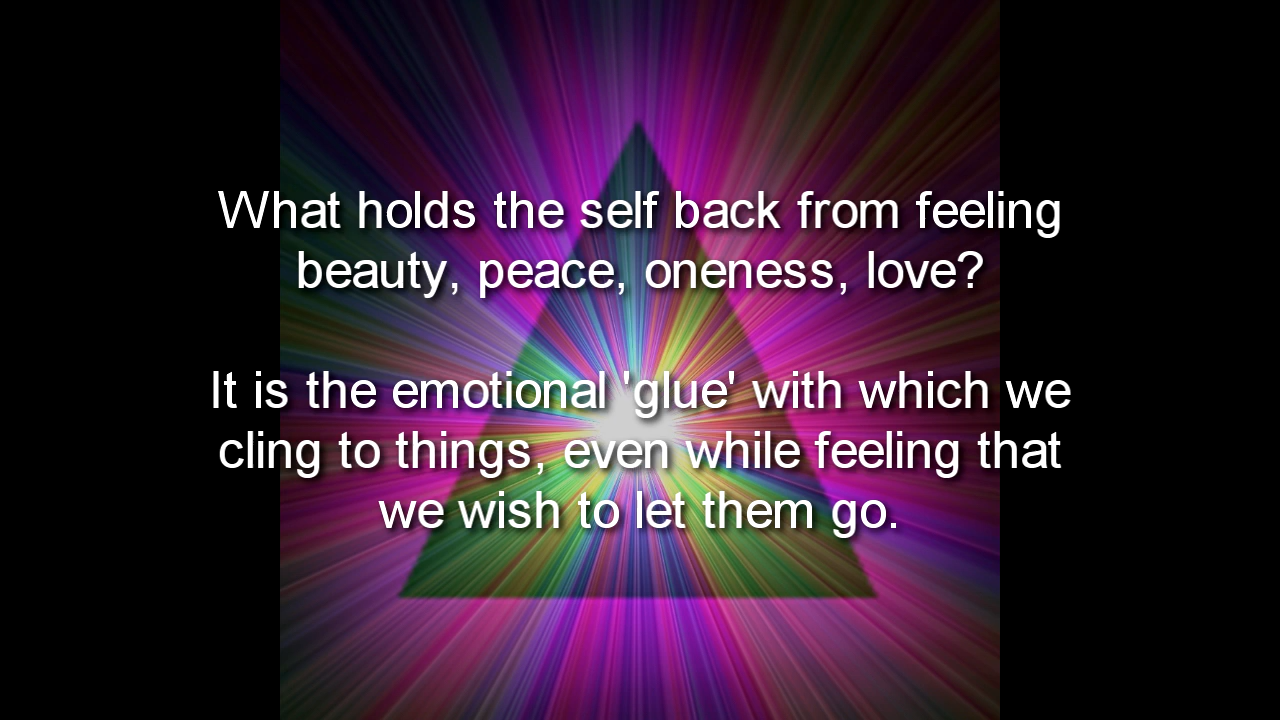 What holds the self back from feeling
beauty, peace, oneness, love?
It is the emotional 'glue' with which we
cling to things, even while feeling that
we wish to let them go.